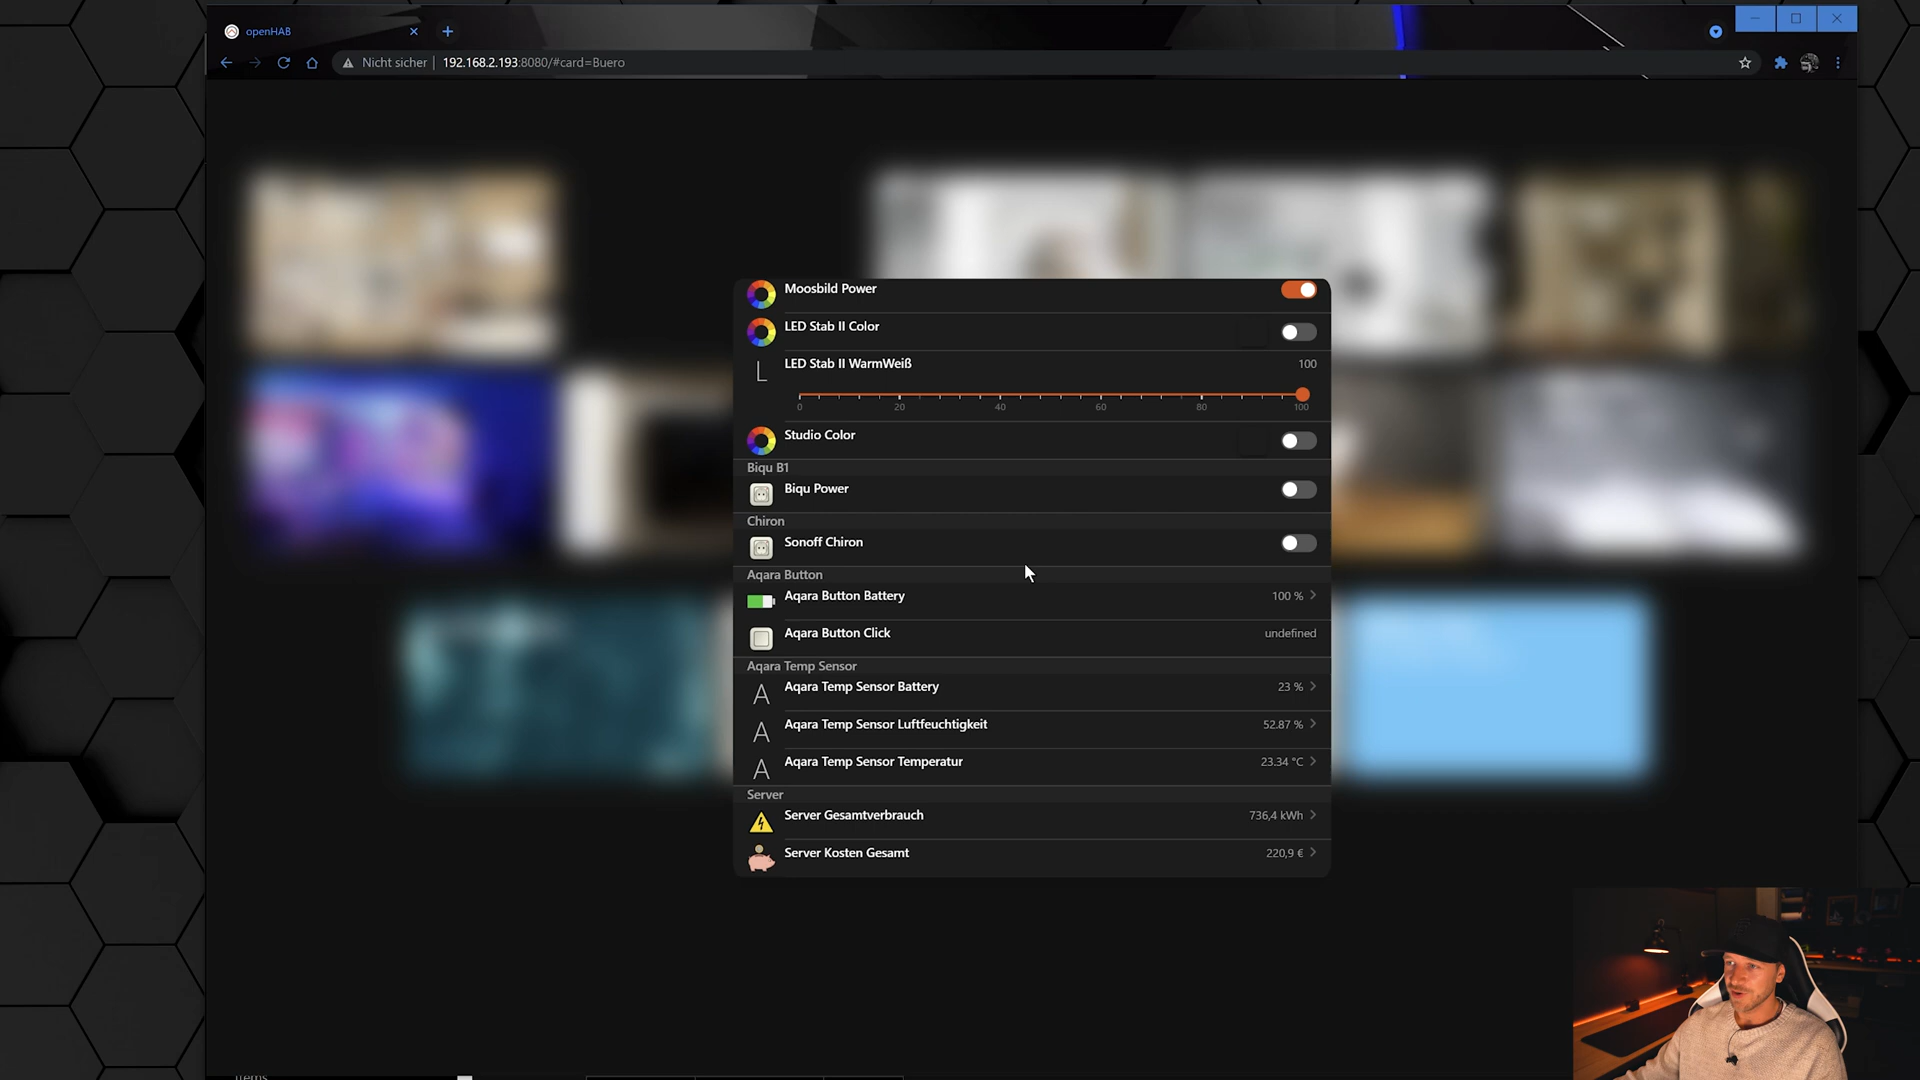 openHAB
Nicht sicher 192.168.2.193:8080/#card=Buero
Moosbild Power
LED Stab II Color
LED Stab II WarmWeiß 100
0 20 40 60 80 100
Studio Color
Biqu B1
Biqu Power
Chiron
Sonoff Chiron
Aqara Button
Aqara Button Battery 100 %
Aqara Button Click undefined
Aqara Temp Sensor
A Aqara Temp Sensor Battery 23 %
A Aqara Temp Sensor Luftfeuchtigkeit 52.87 %
A Aqara Temp Sensor Temperatur 23.34 °C
Server
Server Gesamtverbrauch 736,4 kWh
Server Kosten Gesamt 220,9 €
Items